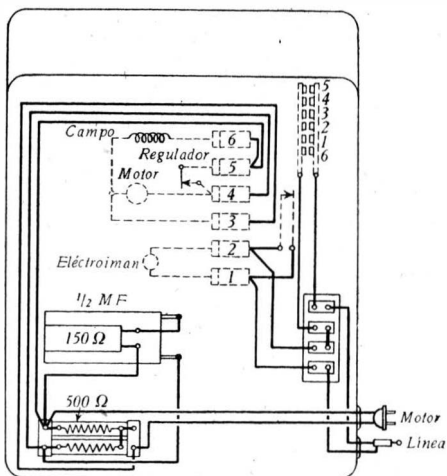 5
4
3
2
1
6
Campo
6
Regulador
5
Motor
4
3
2
Eléctroiman
1
1/2 MF
150 Ω
500 Ω
Motor
Línea